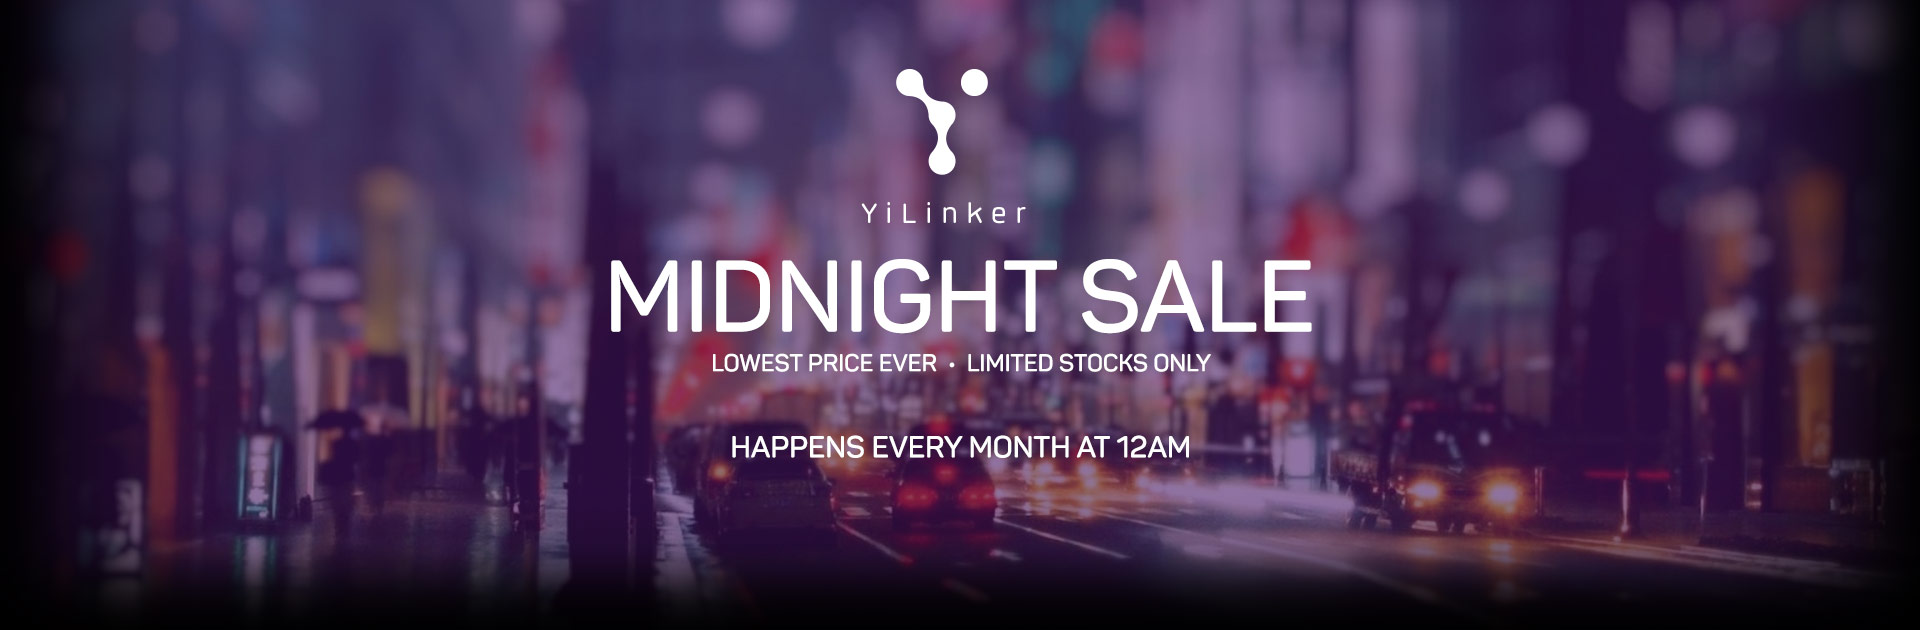 YiLinker
MIDNIGHT SALE
LOWEST PRICE EVER • LIMITED STOCKS ONLY
HAPPENS EVERY MONTH AT 12AM